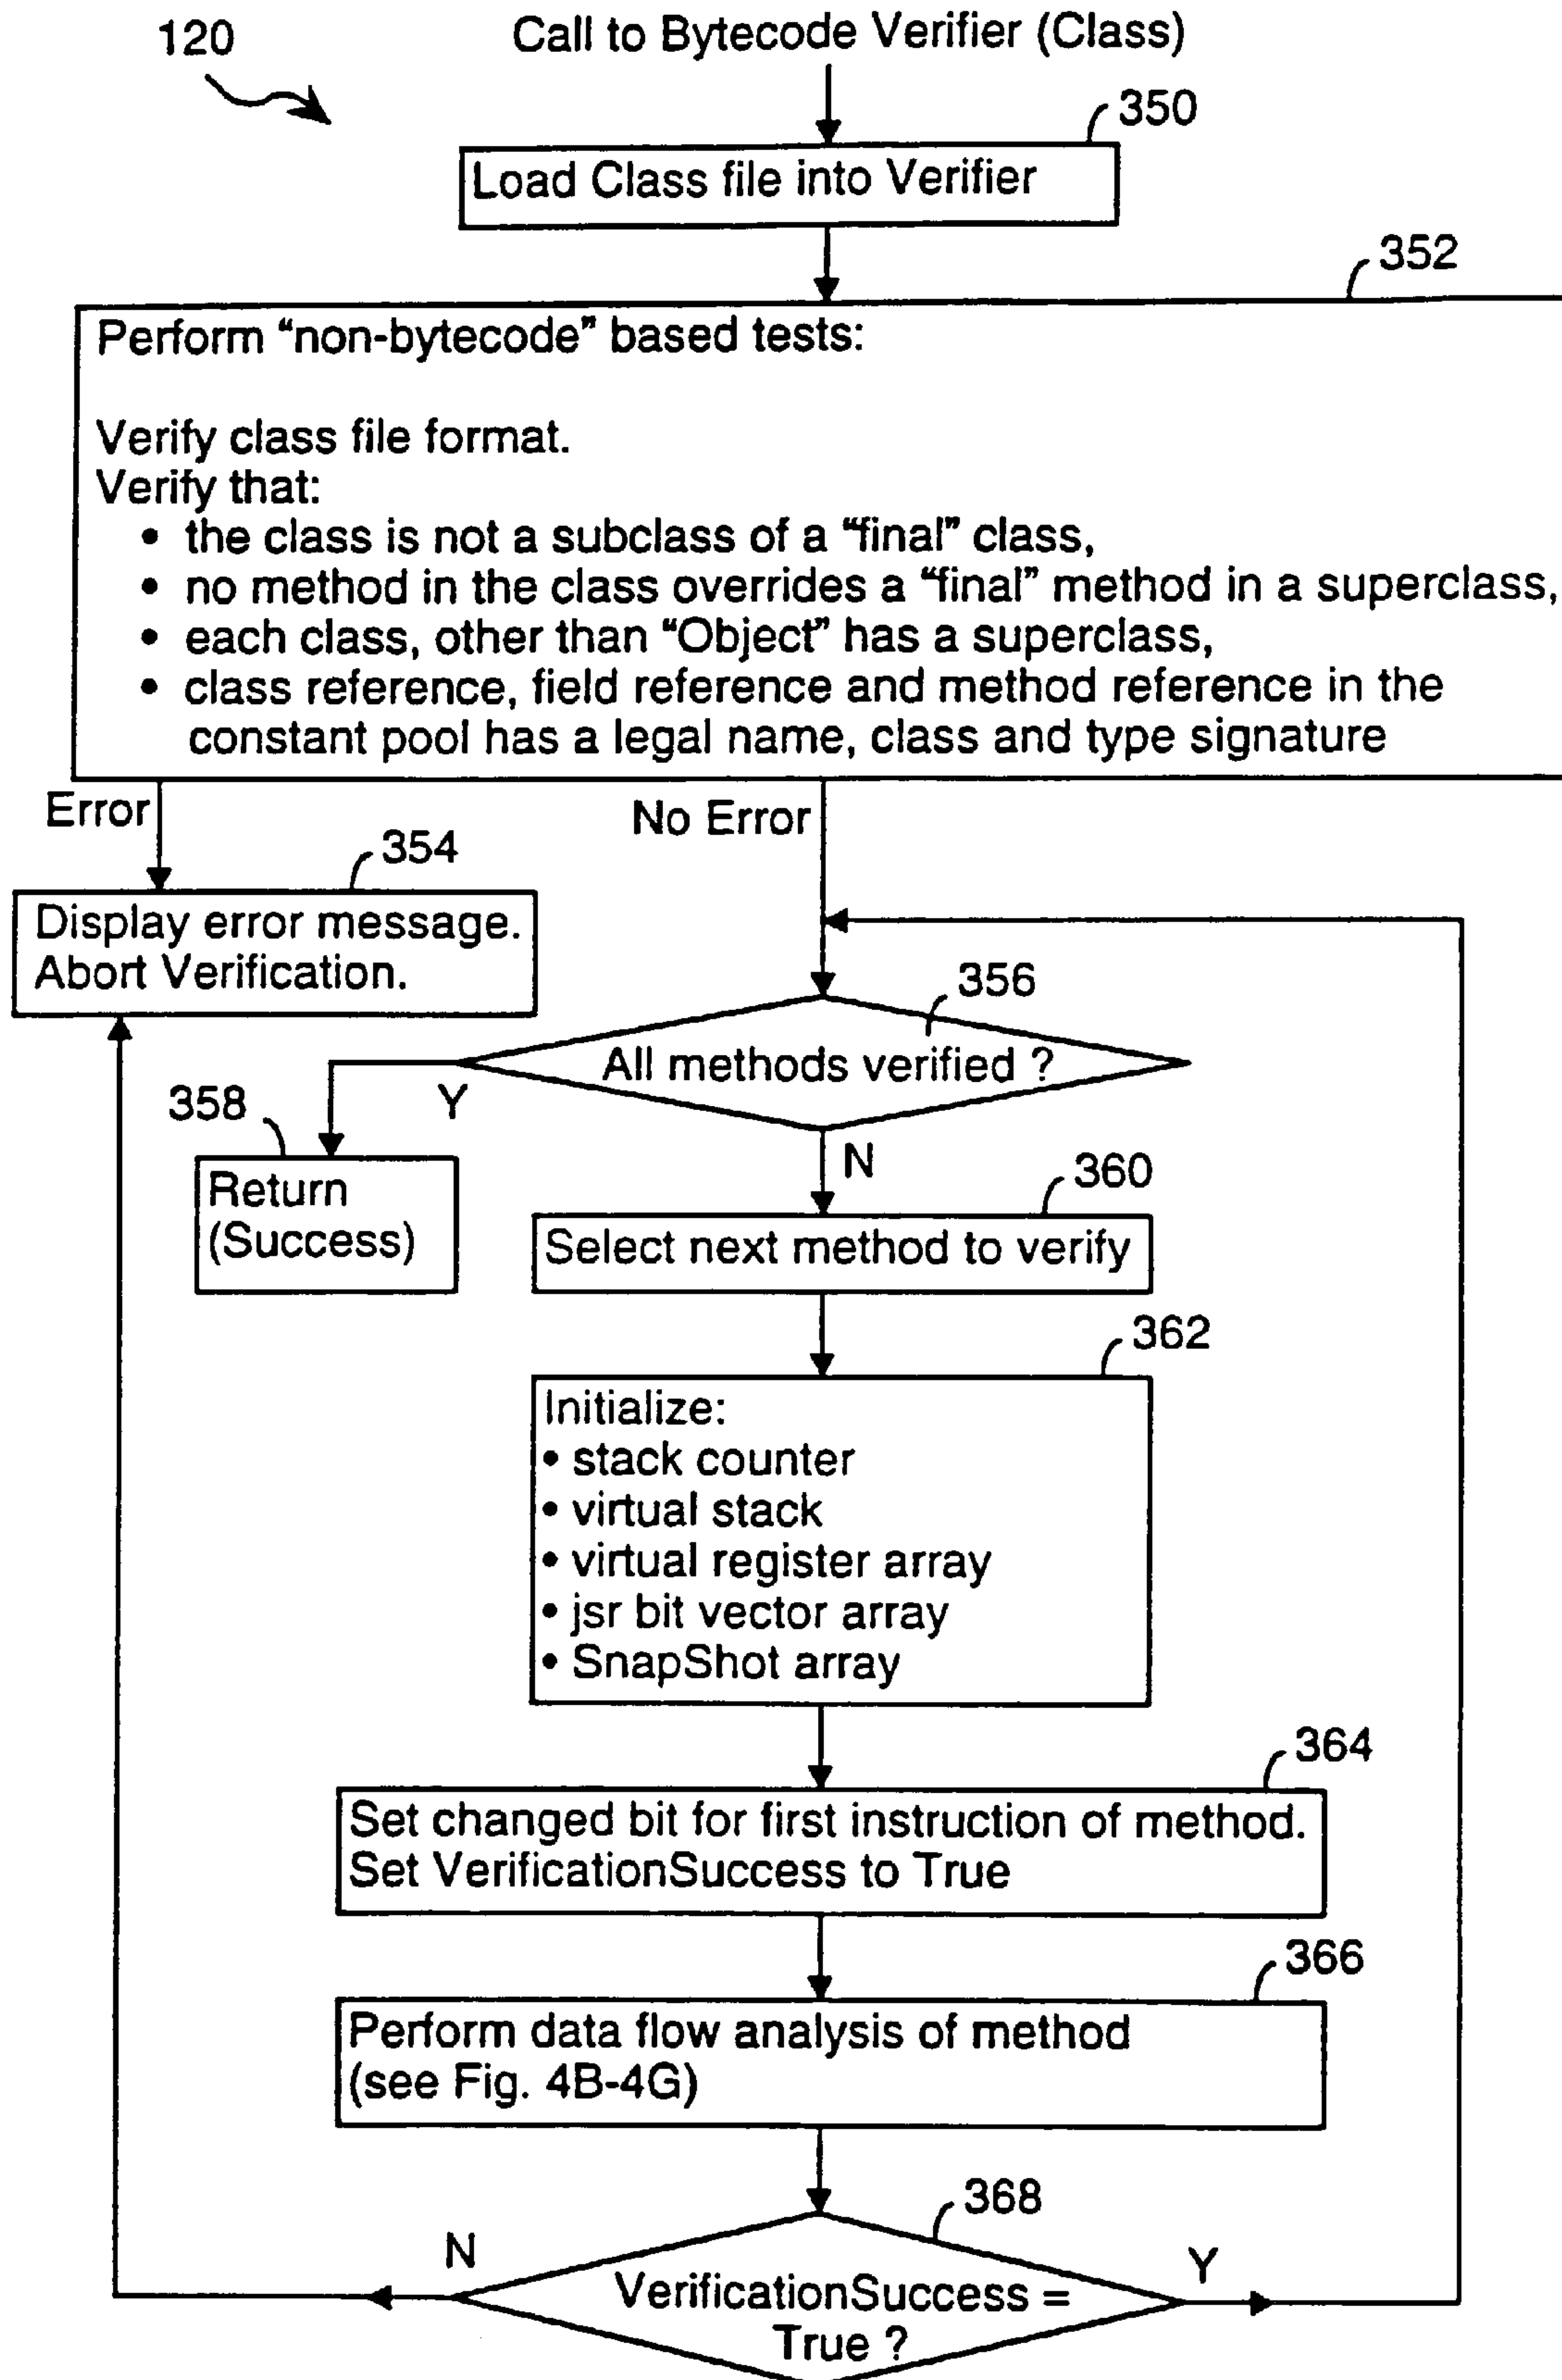 120
Call to Bytecode Verifier (Class)
350
Load Class file into Verifier
352
Perform “non-bytecode” based tests:
Verify class file format.
Verify that:
• the class is not a subclass of a “final” class,
• no method in the class overrides a “final” method in a superclass,
• each class, other than “Object” has a superclass,
• class reference, field reference and method reference in the
constant pool has a legal name, class and type signature
Error
No Error
354
Display error message.
Abort Verification.
356
All methods verified ?
Y
358
Return
(Success)
N
360
Select next method to verify
362
Initialize:
• stack counter
• virtual stack
• virtual register array
• jsr bit vector array
• SnapShot array
364
Set changed bit for first instruction of method.
Set VerificationSuccess to True
366
Perform data flow analysis of method
(see Fig. 4B-4G)
368
N
Y
VerificationSuccess =
True ?